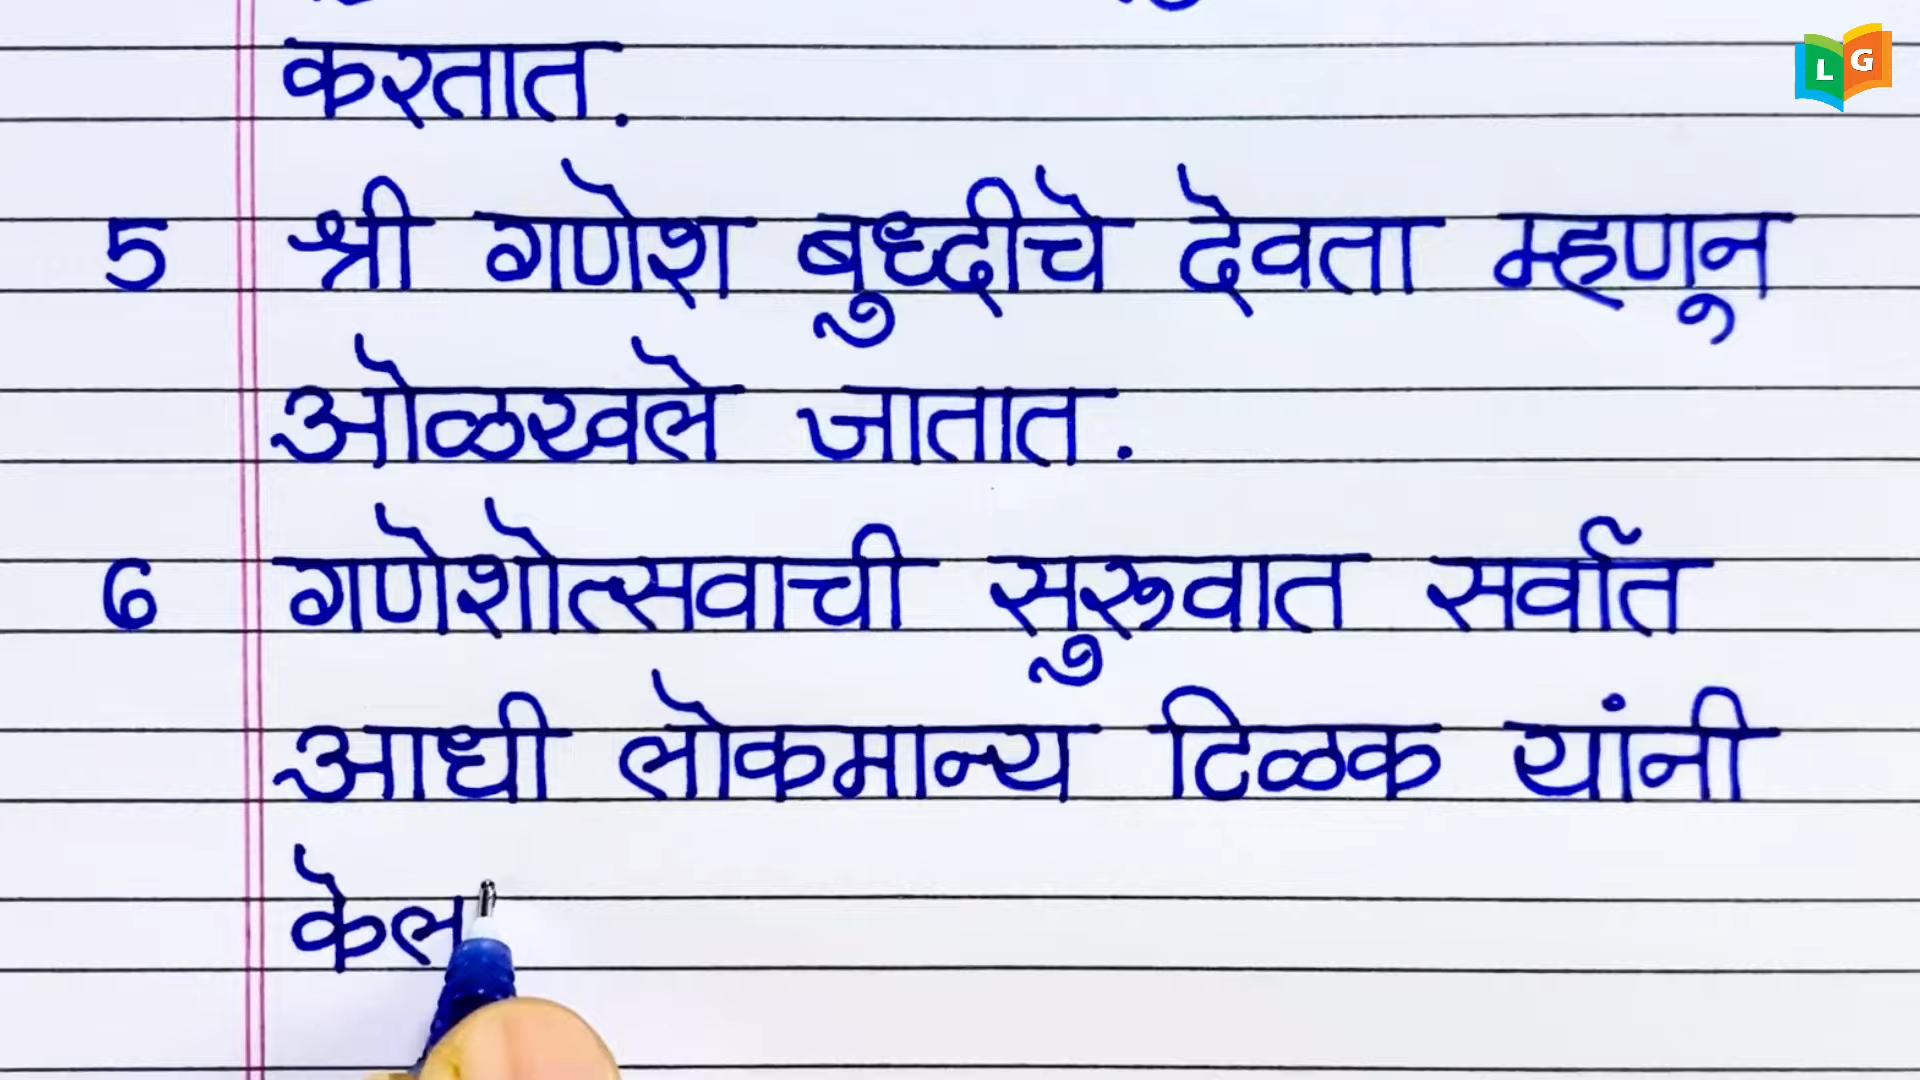 करतात.
5 श्री गणेश बुध्दीचे देवता म्हणून
ओळखले जातात.
6 गणेशोत्सवाची सुरुवात सर्वात
आधी लोकमान्य टिळक यांनी
केल
L G